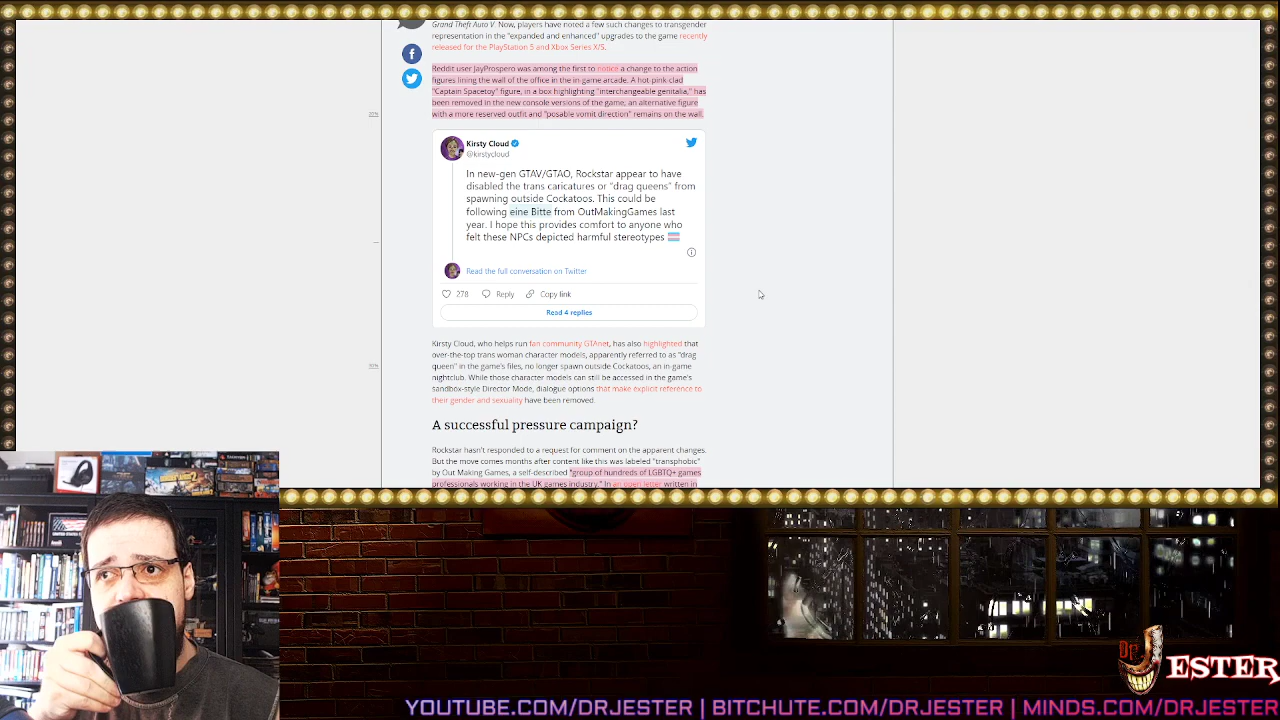 Grand Theft Auto V. Now, players have noted a few such changes to transgender
representation in the "expanded and enhanced" upgrades to the game recently
released for the PlayStation 5 and Xbox Series X/S.
Reddit user JayProspero was among the first to notice a change to the action
figures lining the wall of the office in the in-game arcade. A hot-pink-clad
"Captain Spacetoy" figure, in a box highlighting "interchangeable genitalia," has
been removed in the new console versions of the game; an alternative figure
with a more reserved outfit and "posable vomit direction" remains on the wall.
Kirsty Cloud
@kirstycloud
In new-gen GTAV/GTAO, Rockstar appear to have
disabled the trans caricatures or "drag queens" from
spawning outside Cockatoos. This could be
following eine Bitte from OutMakingGames last
year. I hope this provides comfort to anyone who
felt these NPCs depicted harmful stereotypes
Read the full conversation on Twitter
278 Reply Copy link
Read 4 replies
Kirsty Cloud, who helps run fan community GTAnet, has also highlighted that
over-the-top trans woman character models, apparently referred to as "drag
queen" in the game's files, no longer spawn outside Cockatoos, an in-game
nightclub. While those character models can still be accessed in the game's
sandbox-style Director Mode, dialogue options that make explicit reference to
their gender and sexuality have been removed.
A successful pressure campaign?
Rockstar hasn't responded to a request for comment on the apparent changes.
But the move comes months after content like this was labeled "transphobic"
by Out Making Games, a self-described "group of hundreds of LGBTQ+ games
professionals working in the UK games industry." In an open letter written in
Dr JESTER
YOUTUBE.COM/DRJESTER | BITCHUTE.COM/DRJESTER | MINDS.COM/DRJESTER